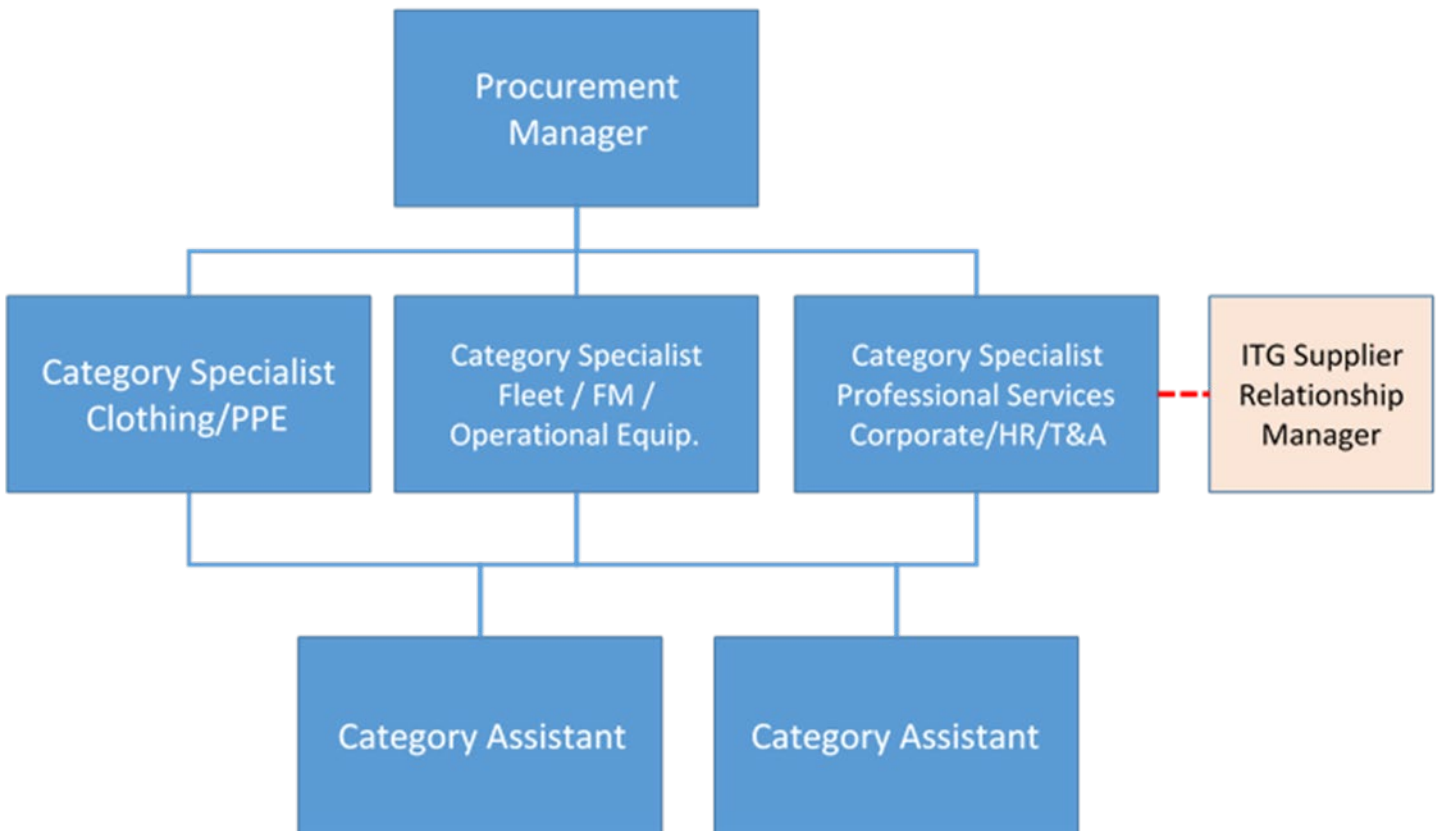 Procurement
Manager
Category Specialist
Clothing/PPE
Category Specialist
Fleet / FM /
Operational Equip.
Category Specialist
Professional Services
Corporate/HR/T&A
ITG Supplier
Relationship
Manager
Category Assistant
Category Assistant